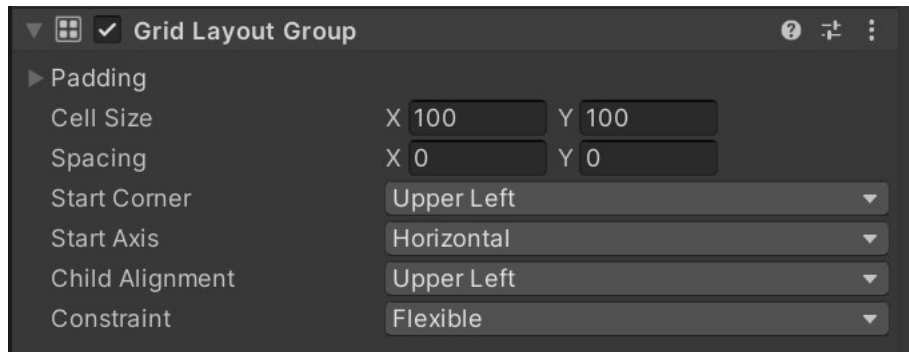 Grid Layout Group
Padding
Cell Size X 100 Y 100
Spacing X 0 Y 0
Start Corner Upper Left
Start Axis Horizontal
Child Alignment Upper Left
Constraint Flexible